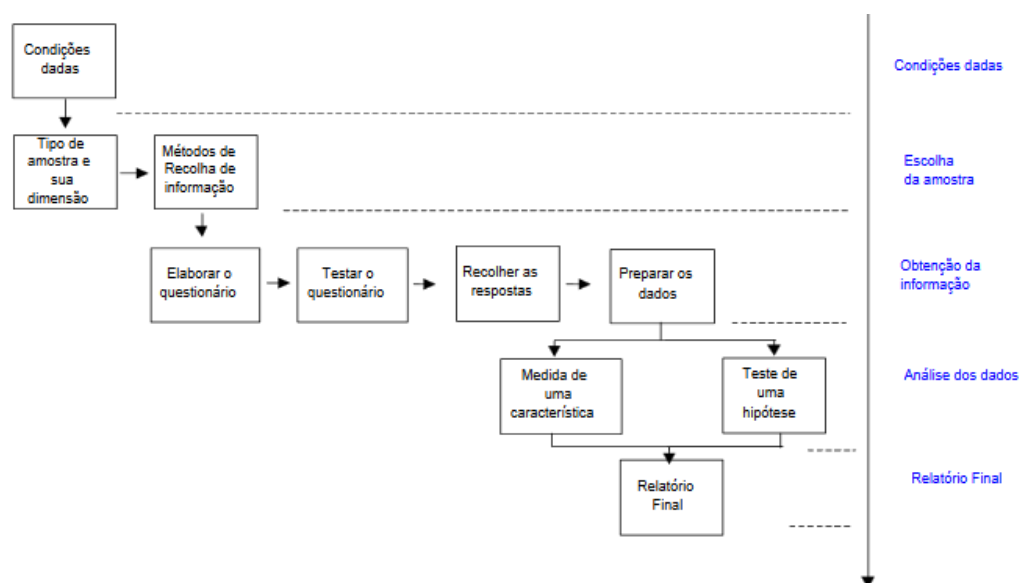 Condições
dadas
Condições dadas
Tipo de
amostra e
sua
dimensão
Métodos de
Recolha de
informação
Escolha
da amostra
Elaborar o
questionário
Testar o
questionário
Recolher as
respostas
Preparar os
dados
Obtenção da
informação
Medida de
uma
característica
Teste de
uma
hipótese
Análise dos dados
Relatório
Final
Relatório Final